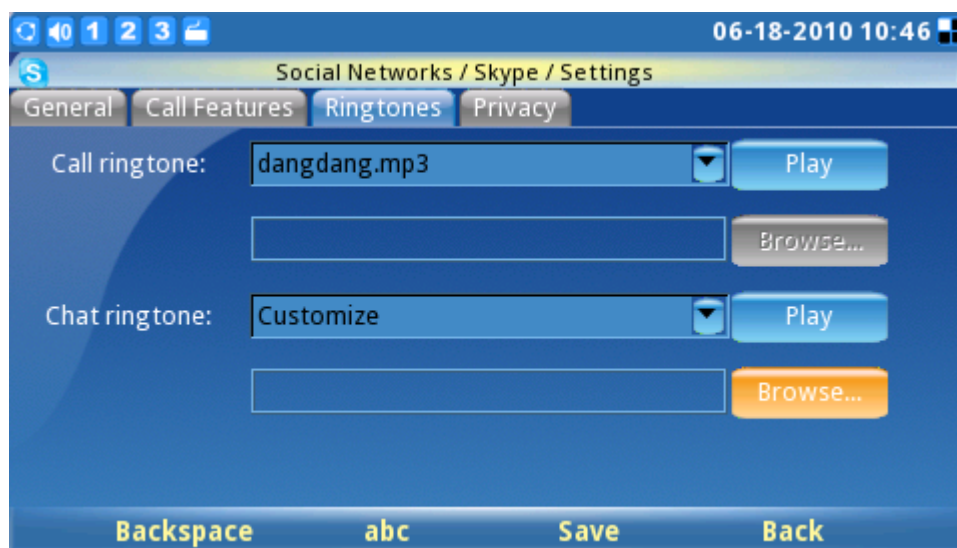 1 2 3 06-18-2010 10:46
S Social Networks / Skype / Settings
General Call Features Ringtones Privacy
Call ringtone: dangdang.mp3 Play
Browse...
Chat ringtone: Customize Play
Browse...
Backspace abc Save Back